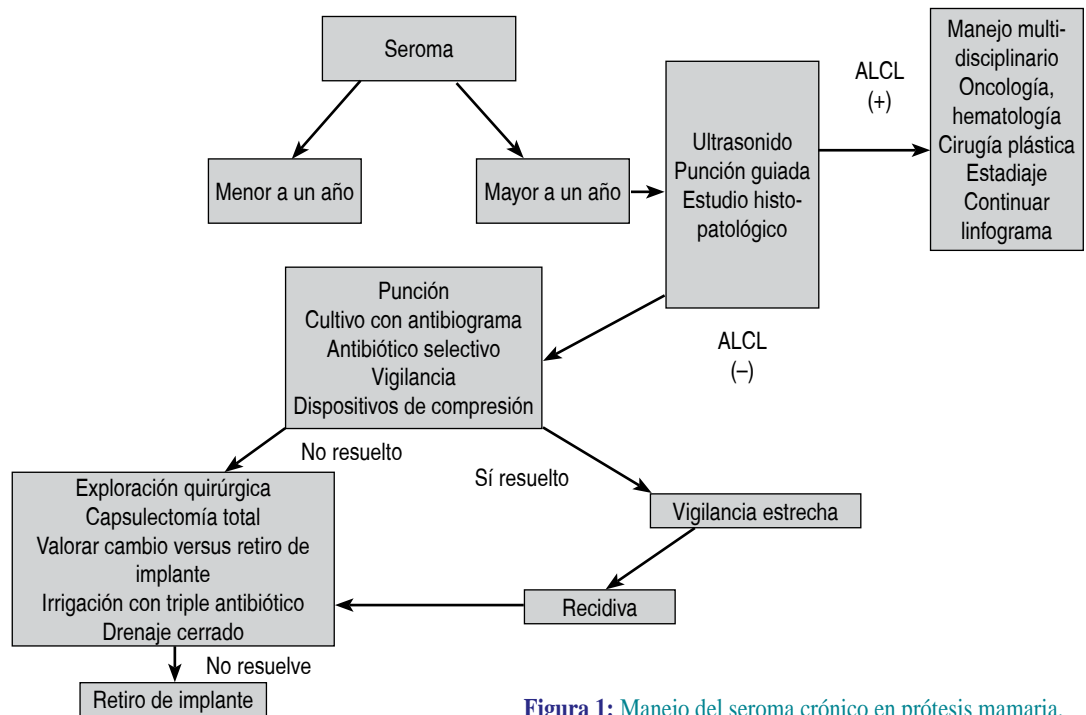 Seroma
Menor a un año
Mayor a un año
Ultrasonido
Punción guiada
Estudio histo-
patológico
ALCL
(+)
Manejo multi-
disciplinario
Oncología,
hematología
Cirugía plástica
Estadiaje
Continuar
linfograma
ALCL
(–)
Punción
Cultivo con antibiograma
Antibiótico selectivo
Vigilancia
Dispositivos de compresión
No resuelto
Sí resuelto
Exploración quirúrgica
Capsulectomía total
Valorar cambio versus retiro de
implante
Irrigación con triple antibiótico
Drenaje cerrado
Vigilancia estrecha
Recidiva
No resuelve
Retiro de implante
Figura 1: Manejo del seroma crónico en prótesis mamaria.